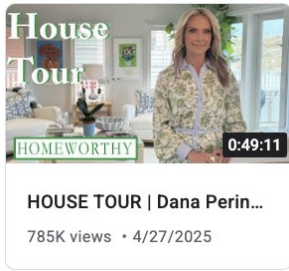 House
Tour
HOMEWORTHY
0:49:11
HOUSE TOUR | Dana Perin...
785K views • 4/27/2025